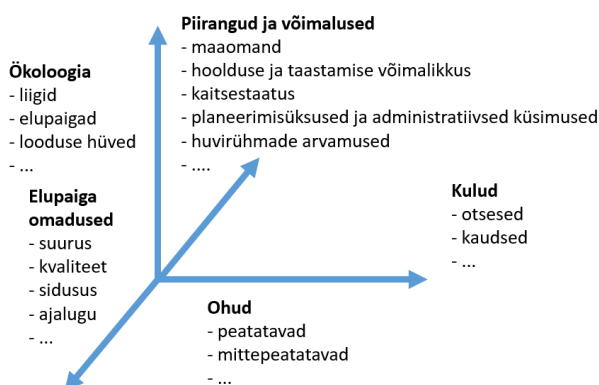 Piirangud ja võimalused
- maaomand
- hoolduse ja taastamise võimalikkus
- kaitsestaatus
- planeerimisüksused ja administratiivsed küsimused
- huvirühmade arvamused
- ....
Ökoloogia
- liigid
- elupaigad
- looduse hüved
- ...
Elupaiga
omadused
- suurus
- kvaliteet
- sidusus
- ajalugu
- ...
Kulud
- otsesed
- kaudsed
- ...
Ohud
- peatatavad
- mittepeatatavad
- ...